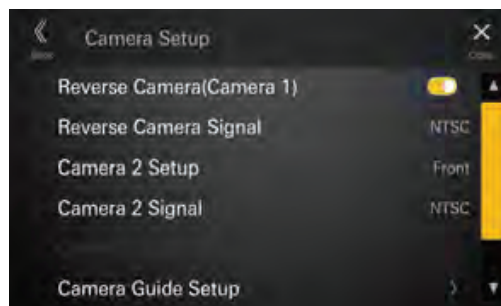 Camera Setup
Reverse Camera(Camera 1)
Reverse Camera Signal NTSC
Camera 2 Setup Front
Camera 2 Signal NTSC
Camera Guide Setup